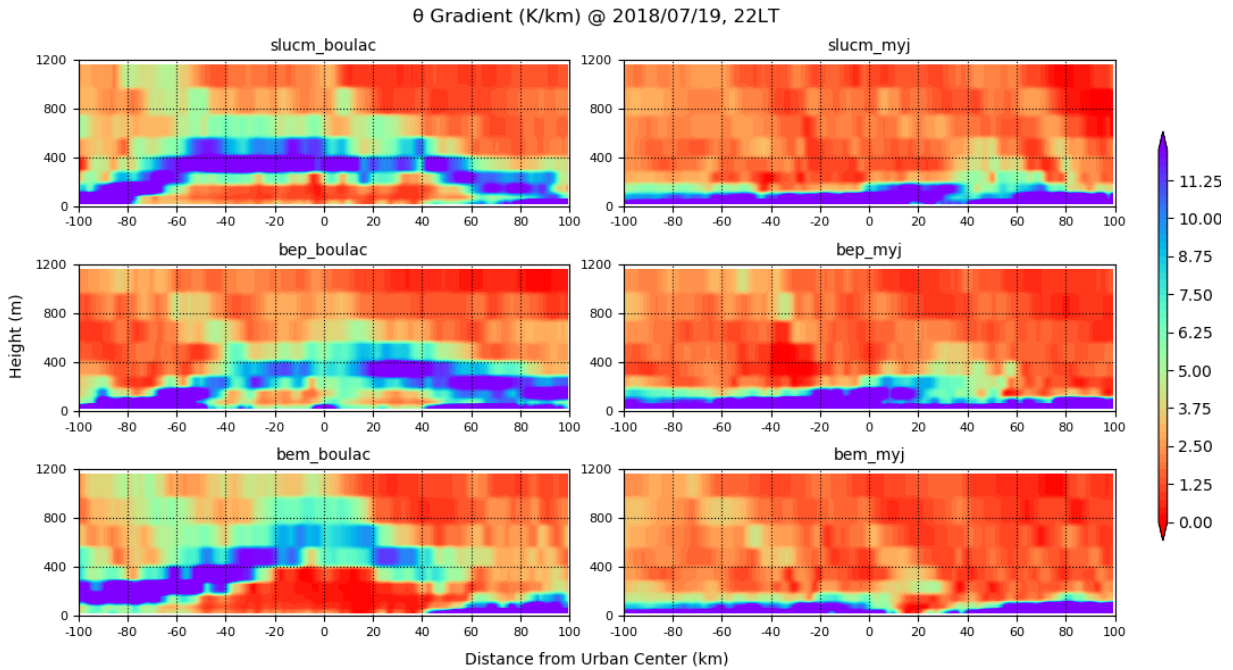 θ Gradient (K/km) @ 2018/07/19, 22LT
slucm_boulac
slucm_myj
1200
800
400
0
-100 -80 -60 -40 -20 0 20 40 60 80 100
1200
800
400
0
-100 -80 -60 -40 -20 0 20 40 60 80 100
bep_boulac
bep_myj
1200
800
400
0
-100 -80 -60 -40 -20 0 20 40 60 80 100
1200
800
400
0
-100 -80 -60 -40 -20 0 20 40 60 80 100
bem_boulac
bem_myj
1200
800
400
0
-100 -80 -60 -40 -20 0 20 40 60 80 100
1200
800
400
0
-100 -80 -60 -40 -20 0 20 40 60 80 100
Height (m)
Distance from Urban Center (km)
11.25
10.00
8.75
7.50
6.25
5.00
3.75
2.50
1.25
0.00